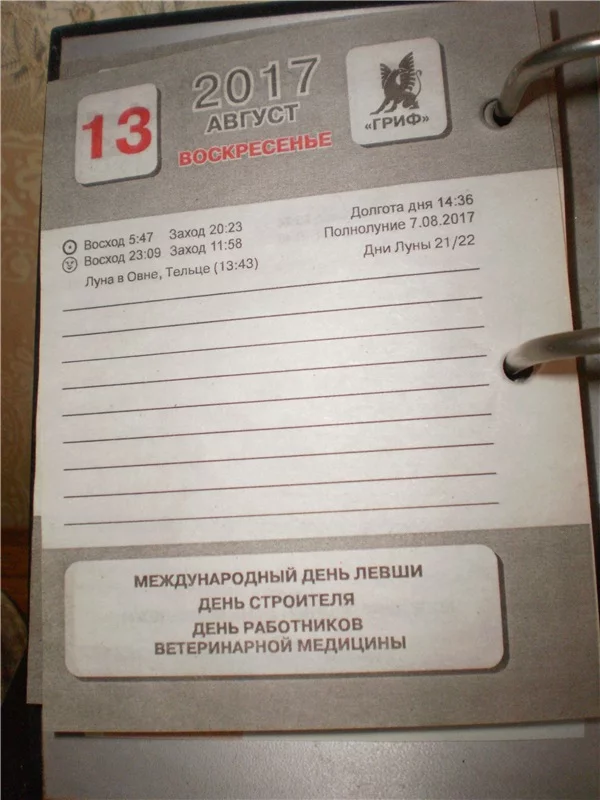 13
2017
АВГУСТ
ВОСКРЕСЕНЬЕ
«ГРИФ»
Восход 5:47 Заход 20:23
Восход 23:09 Заход 11:58
Луна в Овне, Тельце (13:43)
Долгота дня 14:36
Полнолуние 7.08.2017
Дни Луны 21/22
МЕЖДУНАРОДНЫЙ ДЕНЬ ЛЕВШИ
ДЕНЬ СТРОИТЕЛЯ
ДЕНЬ РАБОТНИКОВ
ВЕТЕРИНАРНОЙ МЕДИЦИНЫ